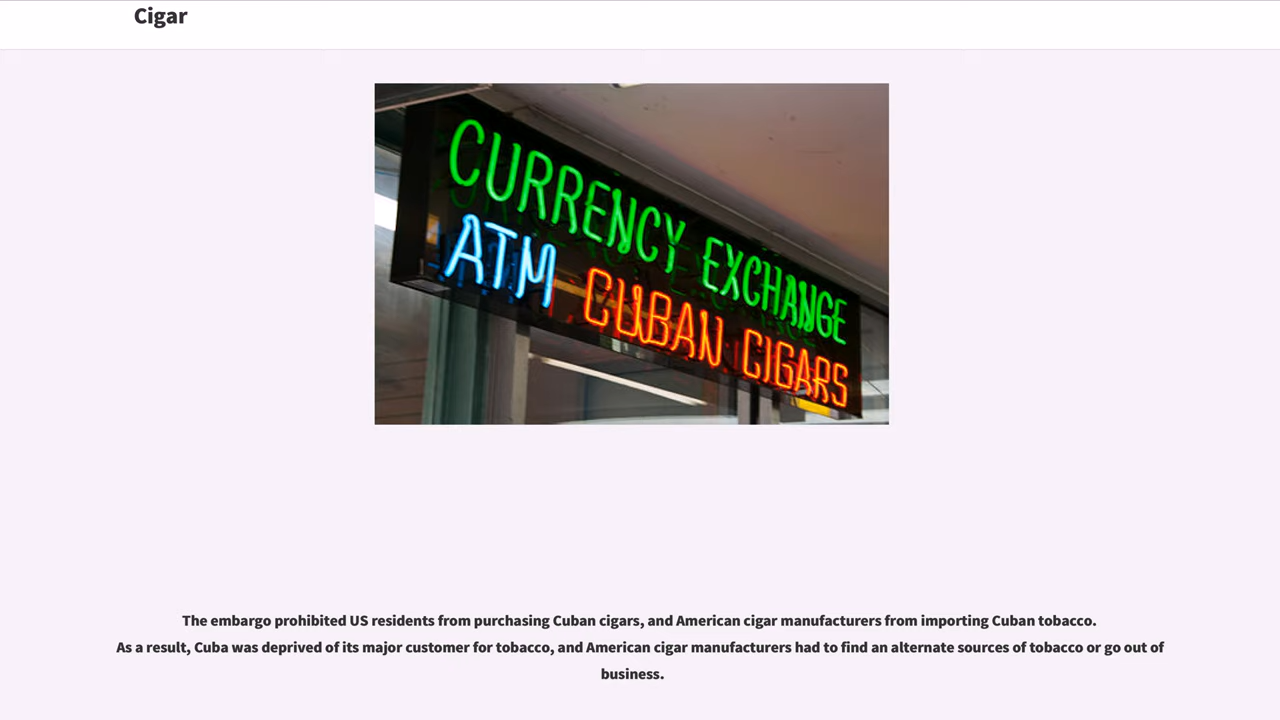 Cigar
CURRENCY EXCHANGE
ATM CUBAN CIGARS
The embargo prohibited US residents from purchasing Cuban cigars, and American cigar manufacturers from importing Cuban tobacco.
As a result, Cuba was deprived of its major customer for tobacco, and American cigar manufacturers had to find an alternate sources of tobacco or go out of
business.